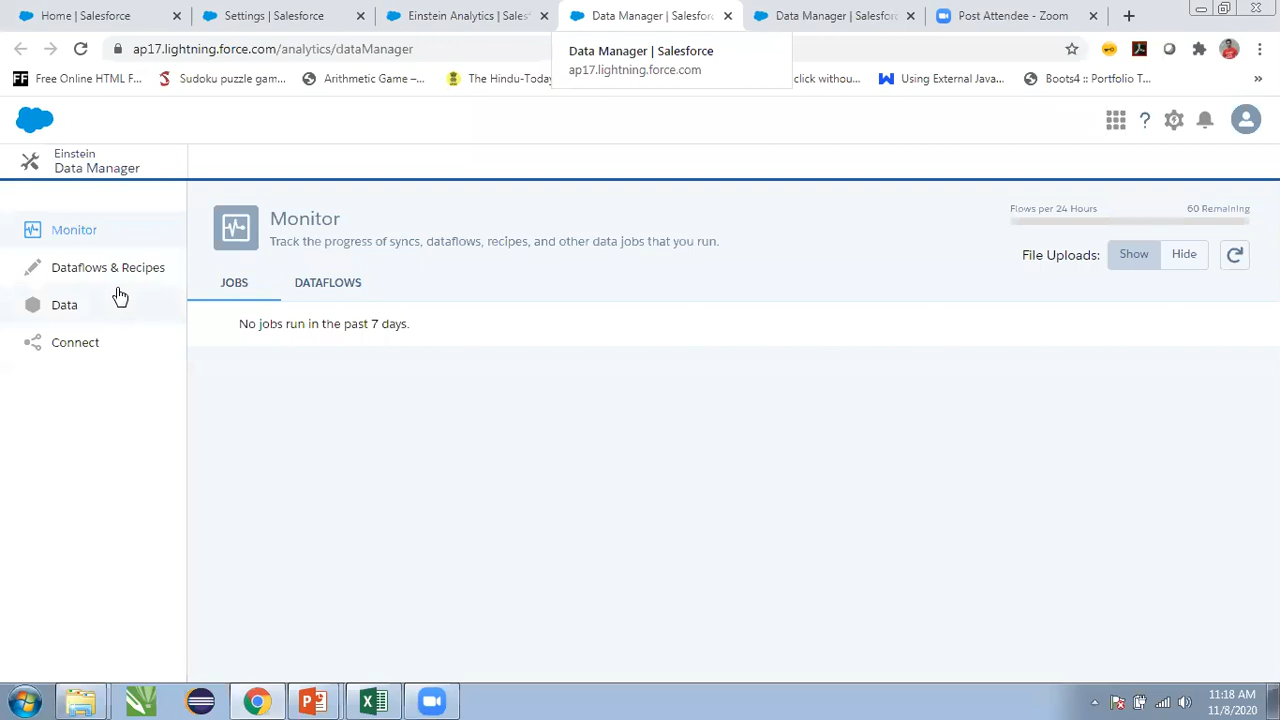 Home | Salesforce
Settings | Salesforce
Einstein Analytics | Sales
Data Manager | Salesforc
Data Manager | Salesforc
Post Attendee - Zoom
ap17.lightning.force.com/analytics/dataManager
Data Manager | Salesforce
ap17.lightning.force.com
Free Online HTML F...
Sudoku puzzle gam...
Arithmetic Game –...
The Hindu-Today
click withou...
Using External Java...
Boots4 :: Portfolio T...
»
?
Einstein
Data Manager
Monitor
Dataflows & Recipes
Data
Connect
Monitor
Track the progress of syncs, dataflows, recipes, and other data jobs that you run.
Flows per 24 Hours
60 Remaining
File Uploads:
Show
Hide
JOBS
DATAFLOWS
No jobs run in the past 7 days.
11:18 AM
11/8/2020